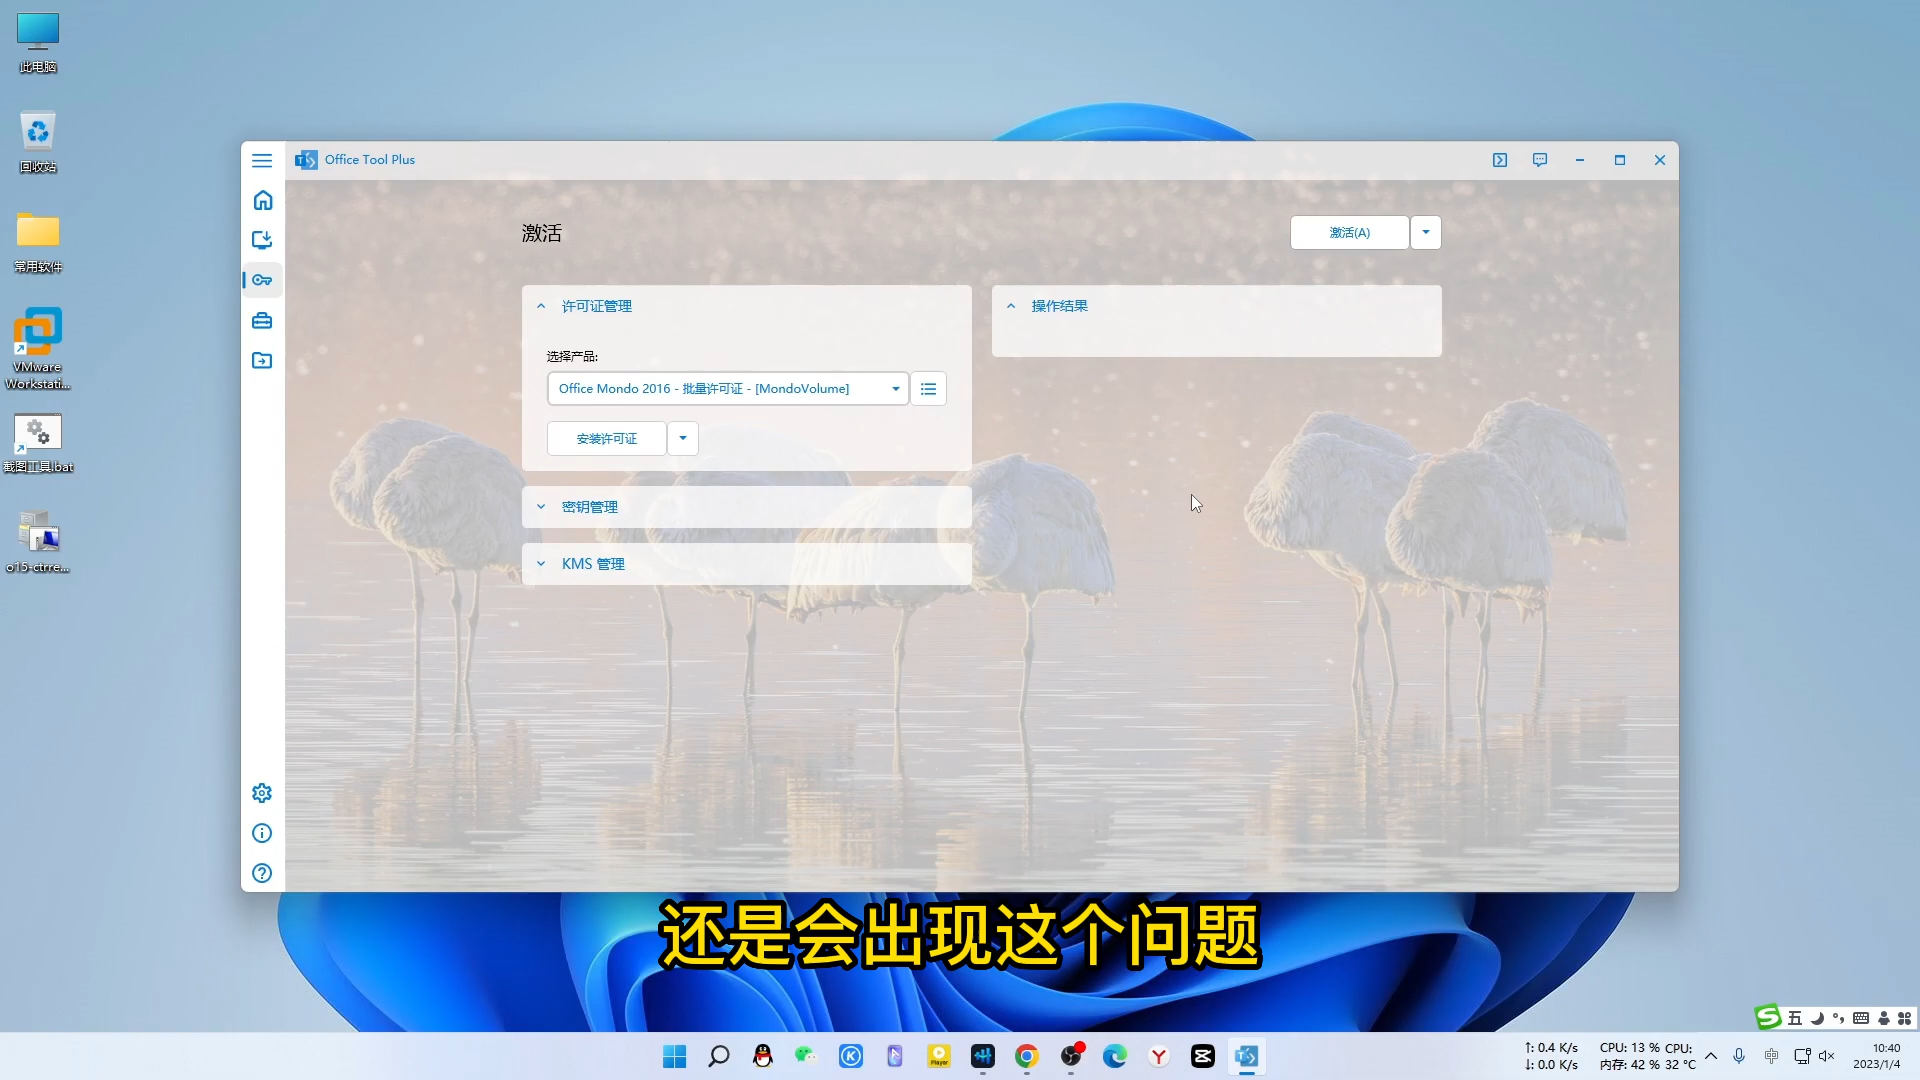 此电脑
回收站
常用软件
VMware
Workstati...
截图工具.bat
o15-ctrre...
Office Tool Plus
激活
激活(A)
许可证管理
选择产品:
Office Mondo 2016 - 批量许可证 - [MondoVolume]
安装许可证
密钥管理
KMS 管理
操作结果
还是会出现这个问题
五
Player
↑: 0.4 K/s
↓: 0.0 K/s
CPU: 13 % CPU:
内存: 42 % 32 °C
中
10:40
2023/1/4